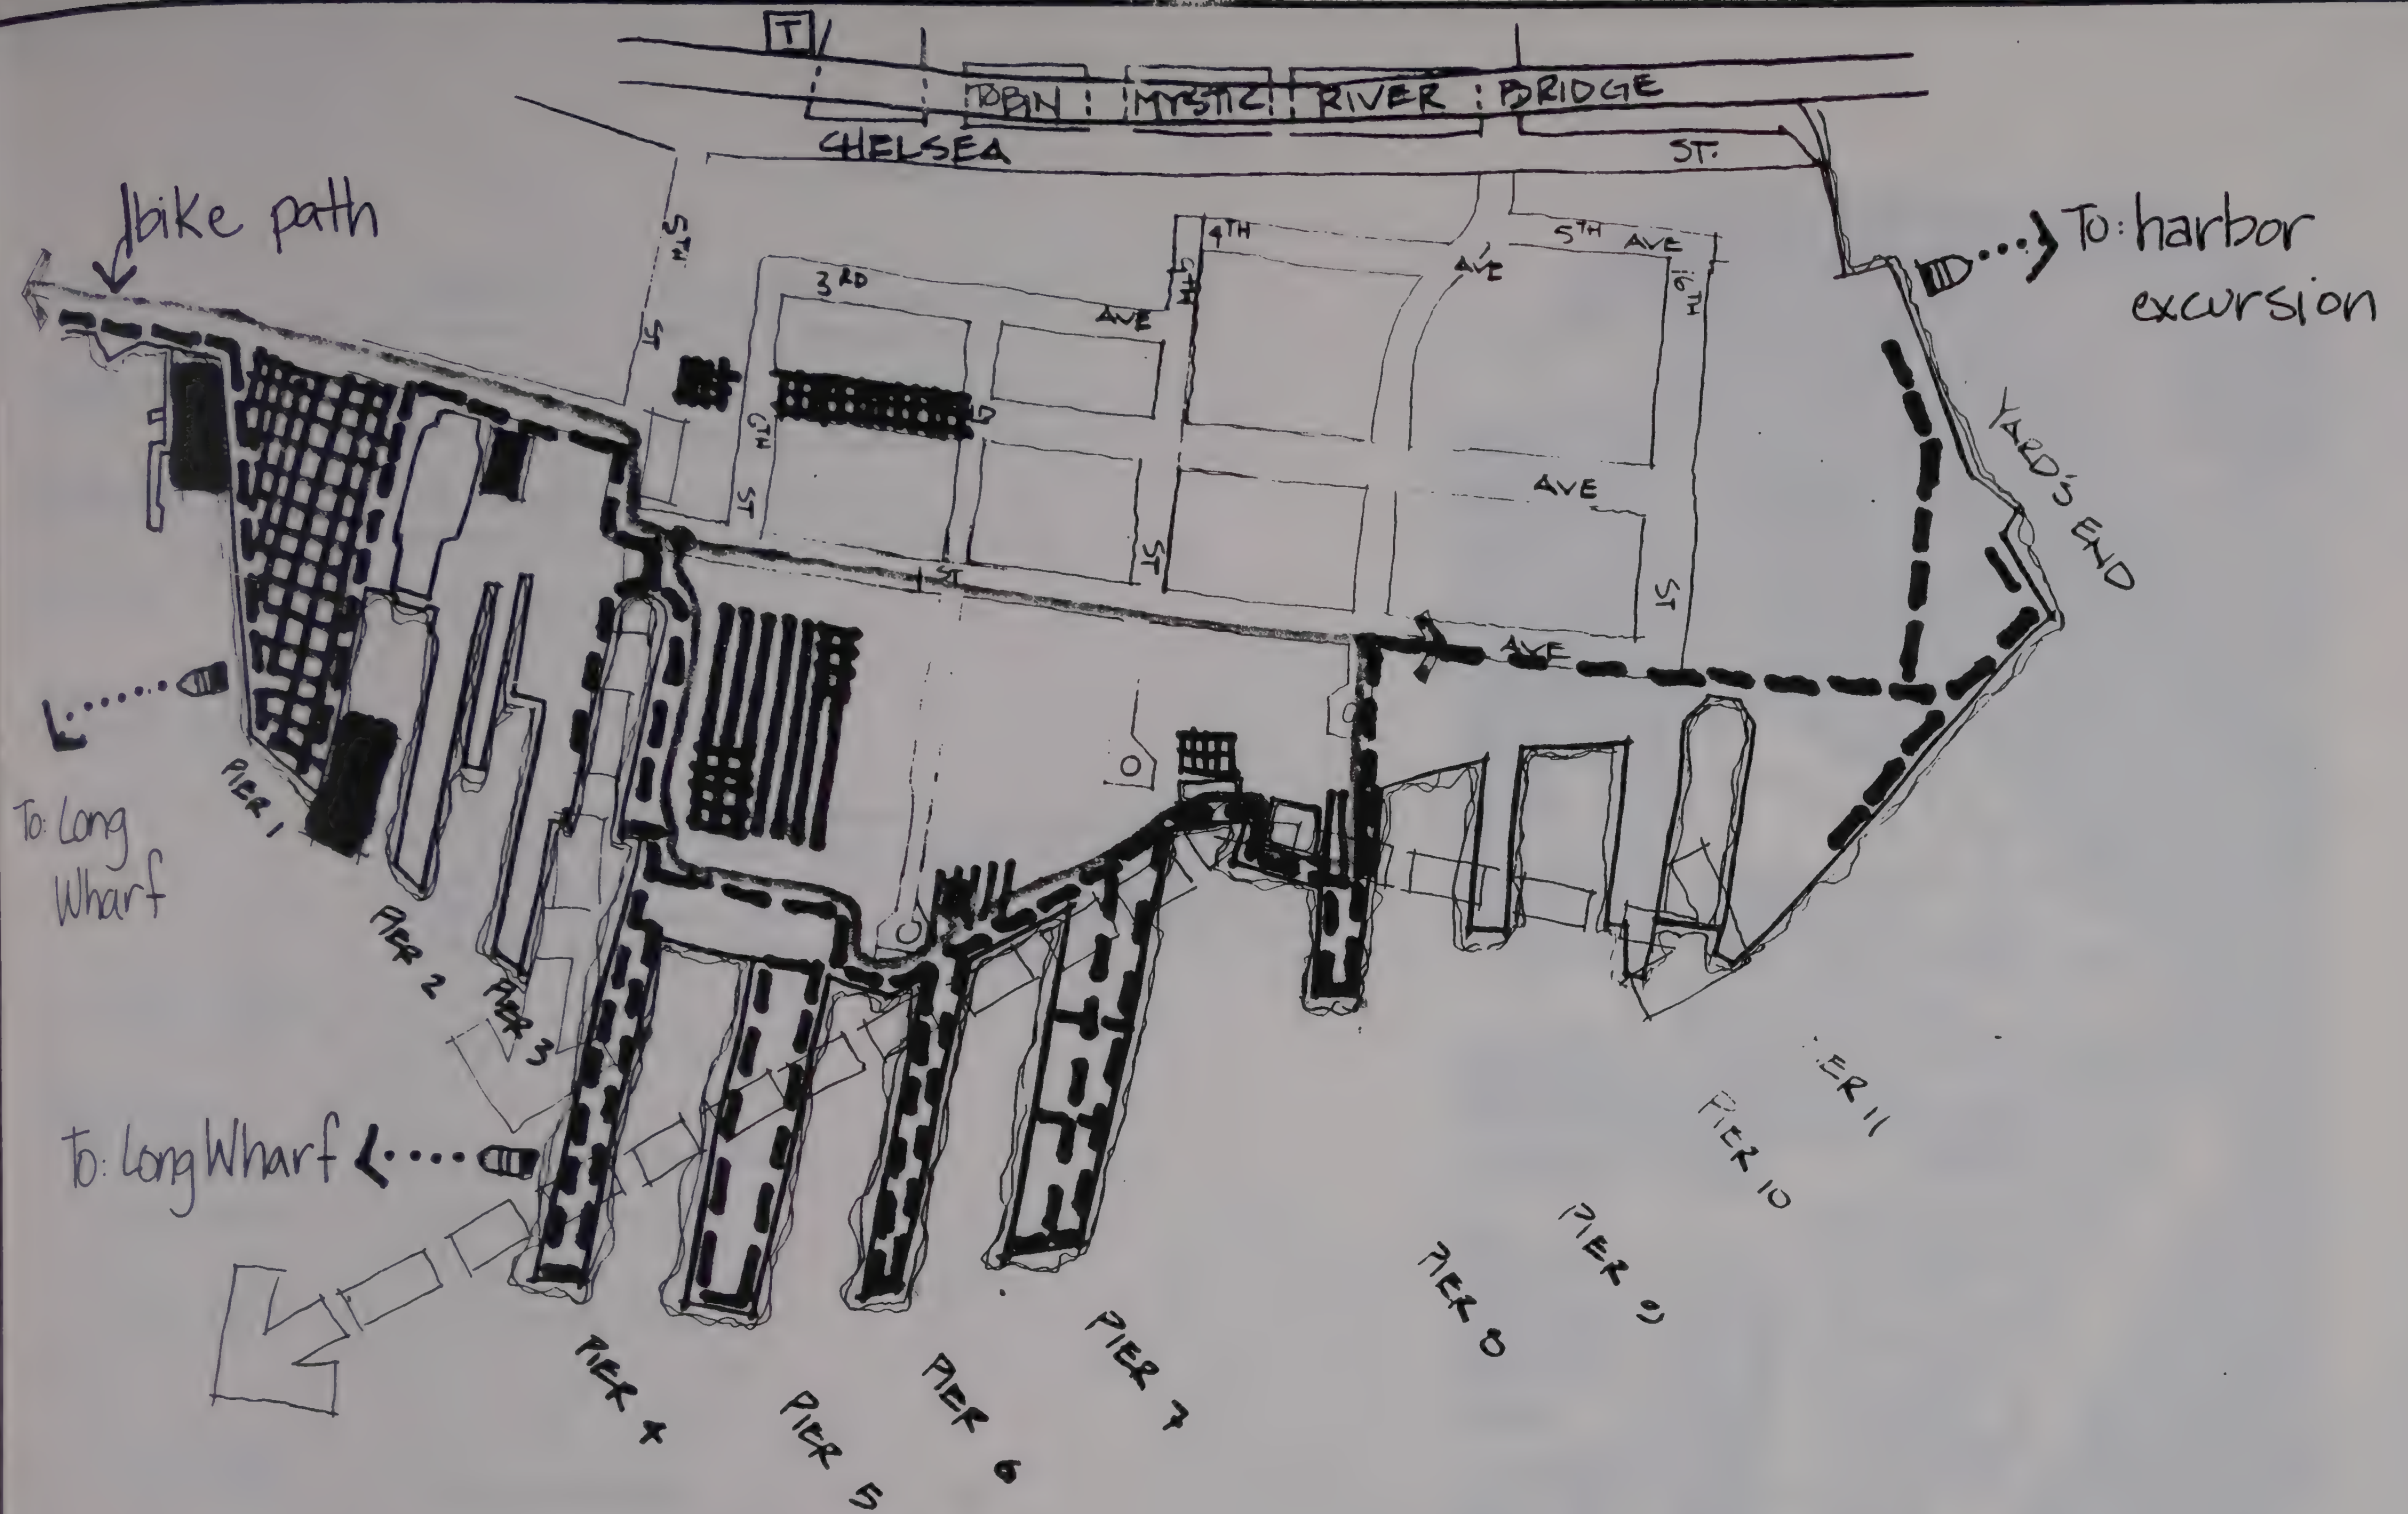 T
TOBIN MYSTIC RIVER BRIDGE
CHELSEA ST.
bike path
To: harbor
excursion
5TH ST
3RD AVE
4TH AVE
5TH AVE
6TH ST
ST
16TH ST
AVE
ST
AVE
YARD'S END
To: Long
Wharf
To: Long Wharf
PIER 1
PIER 2
PIER 3
PIER 4
PIER 5
PIER 6
PIER 7
PIER 8
PIER 9
PIER 10
ER 11